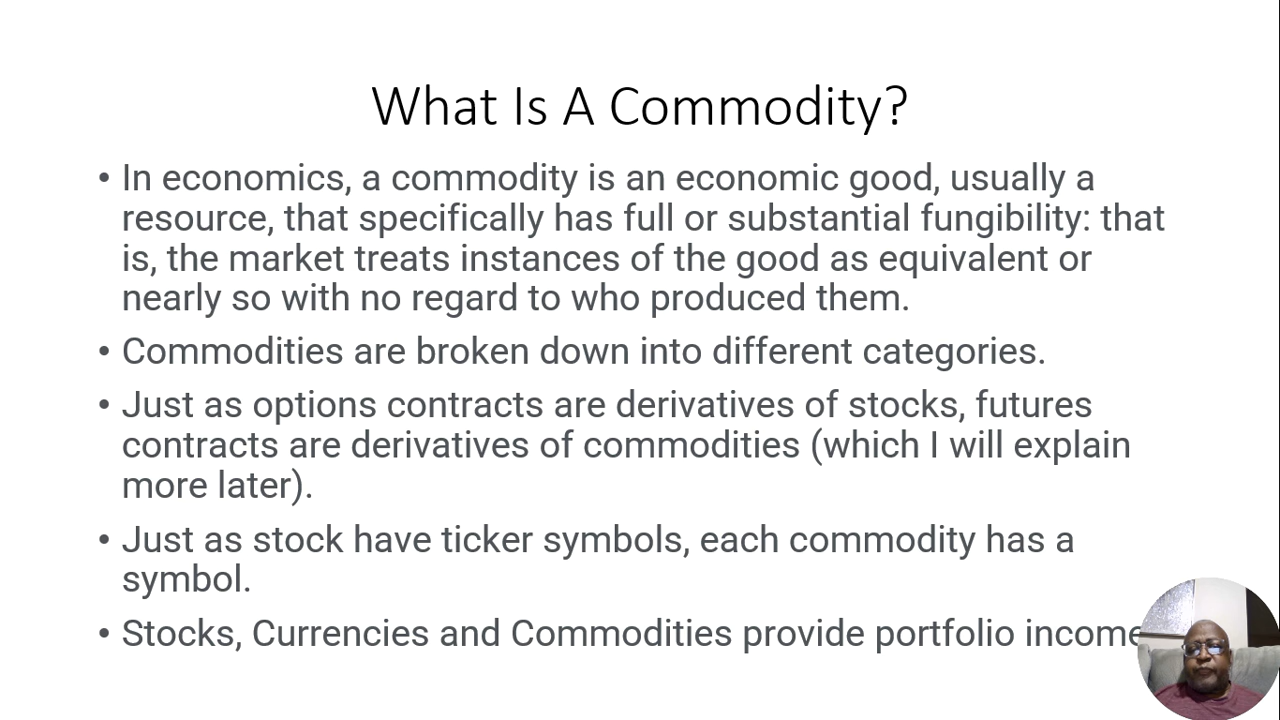 What Is A Commodity?
• In economics, a commodity is an economic good, usually a
resource, that specifically has full or substantial fungibility: that
is, the market treats instances of the good as equivalent or
nearly so with no regard to who produced them.
• Commodities are broken down into different categories.
• Just as options contracts are derivatives of stocks, futures
contracts are derivatives of commodities (which I will explain
more later).
• Just as stock have ticker symbols, each commodity has a
symbol.
• Stocks, Currencies and Commodities provide portfolio income